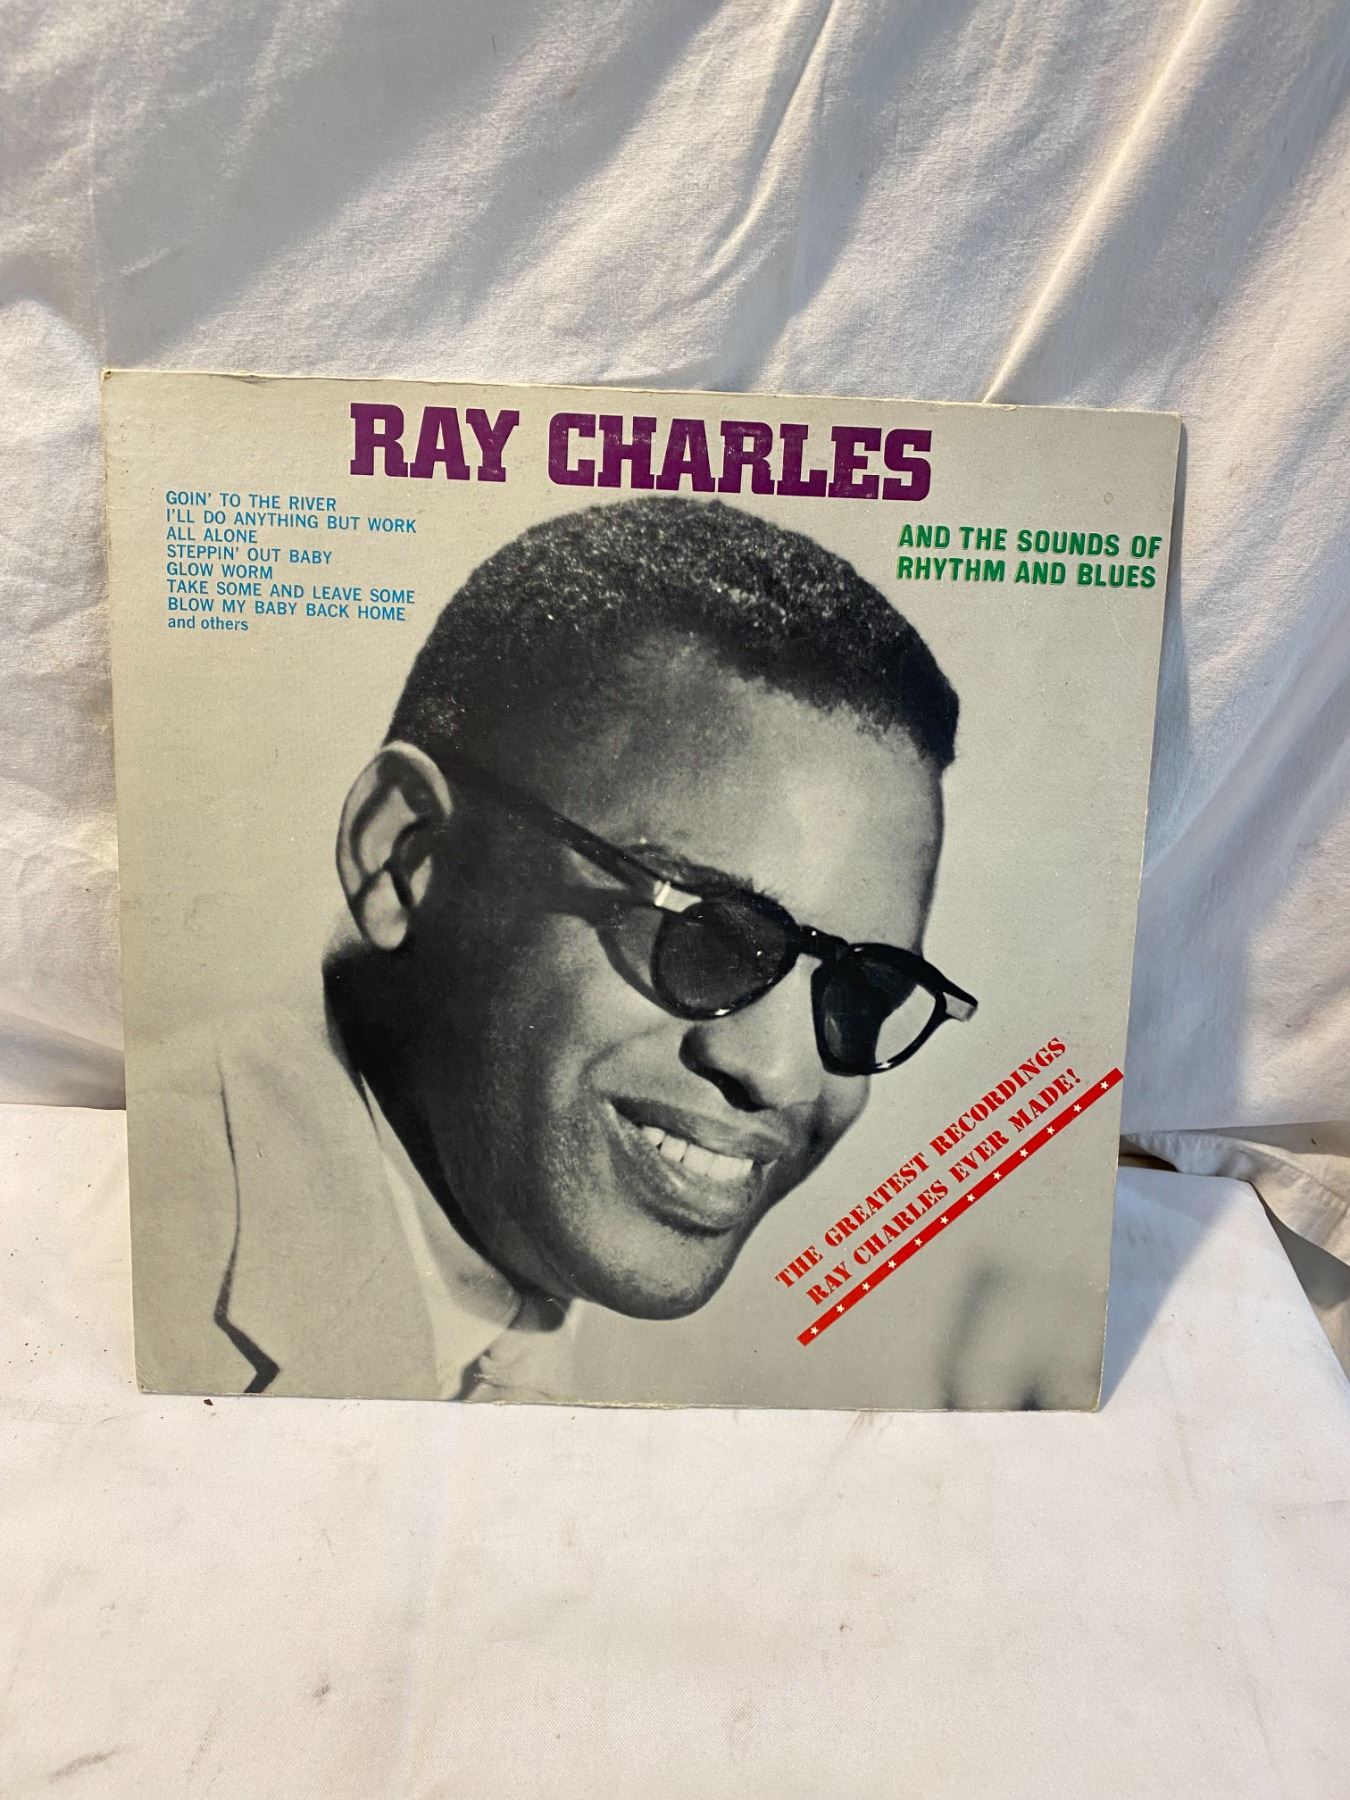 RAY CHARLES
GOIN' TO THE RIVER
I'LL DO ANYTHING BUT WORK
ALL ALONE
STEPPIN' OUT BABY
GLOW WORM
TAKE SOME AND LEAVE SOME
BLOW MY BABY BACK HOME
and others
AND THE SOUNDS OF
RHYTHM AND BLUES
THE GREATEST RECORDINGS
RAY CHARLES EVER MADE!